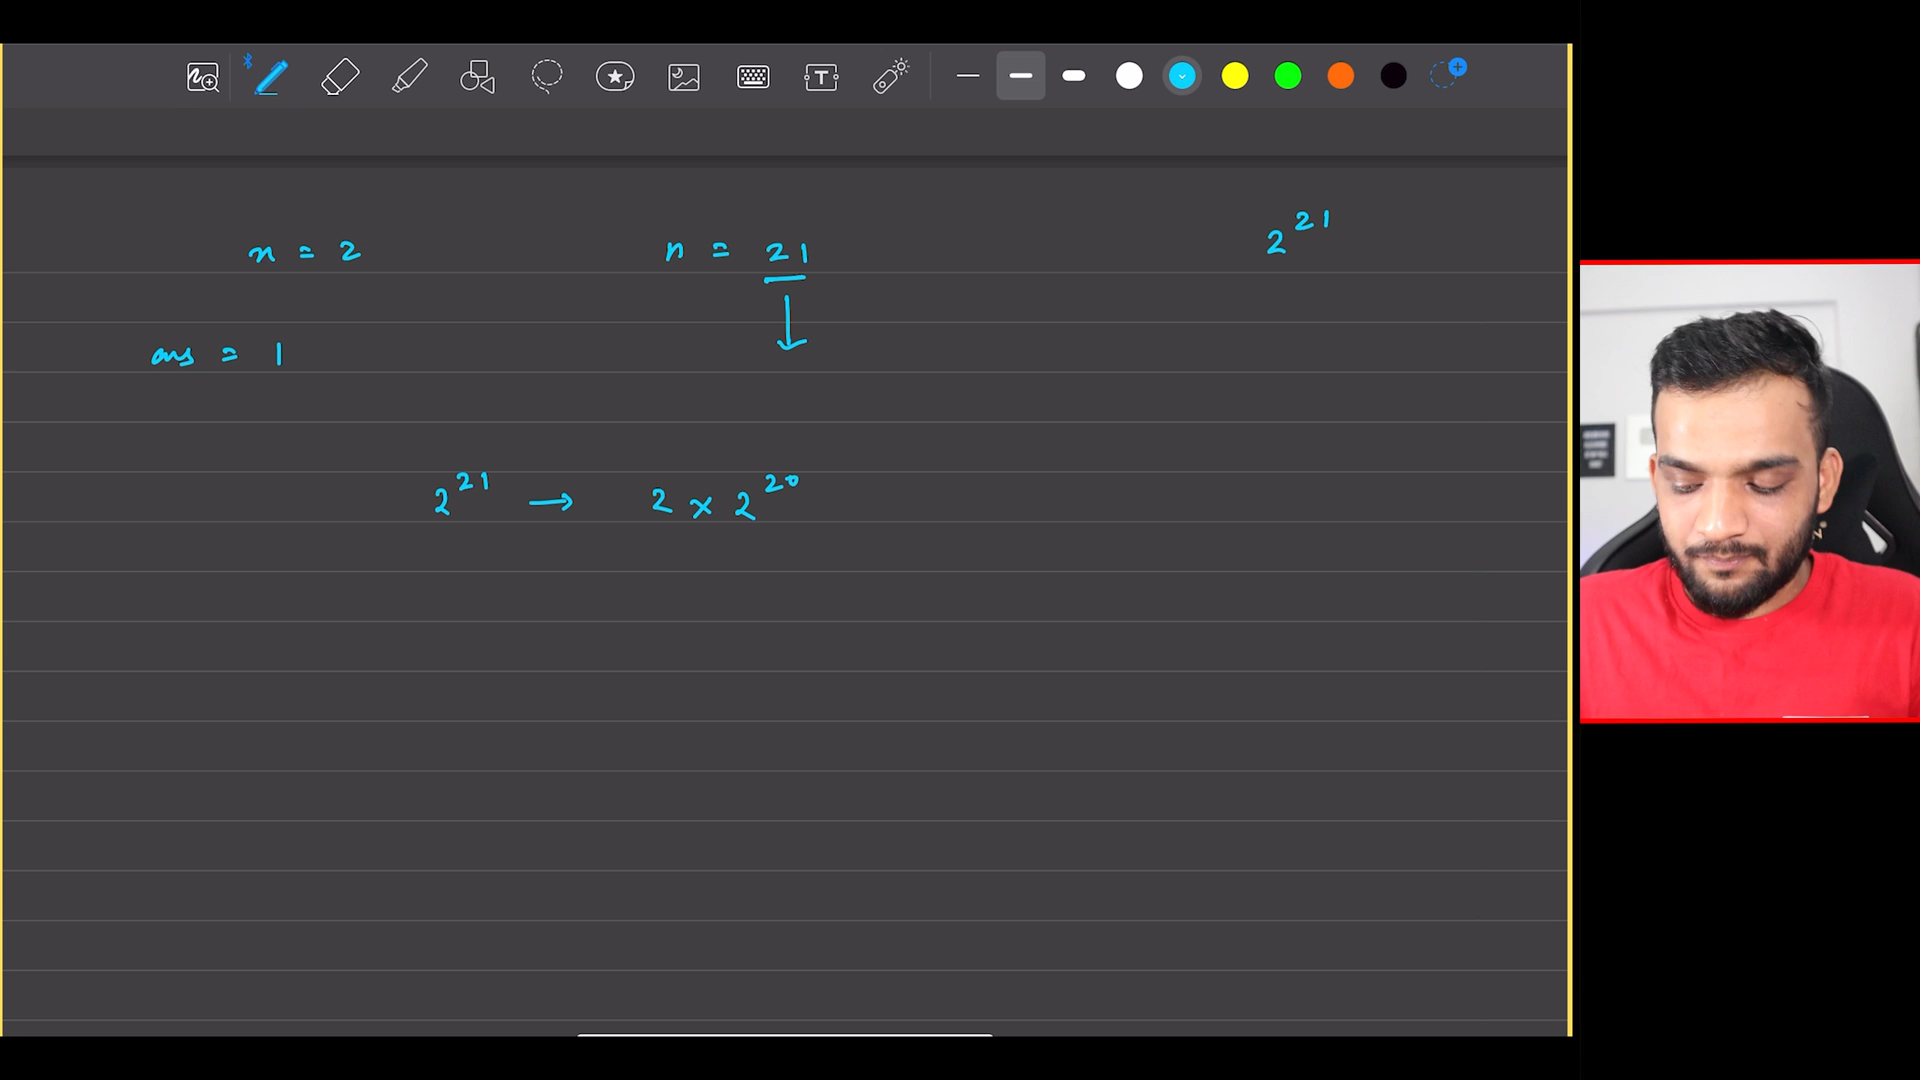 x = 2 n = 21 2^21
ans = 1
2^21 → 2 × 2^20